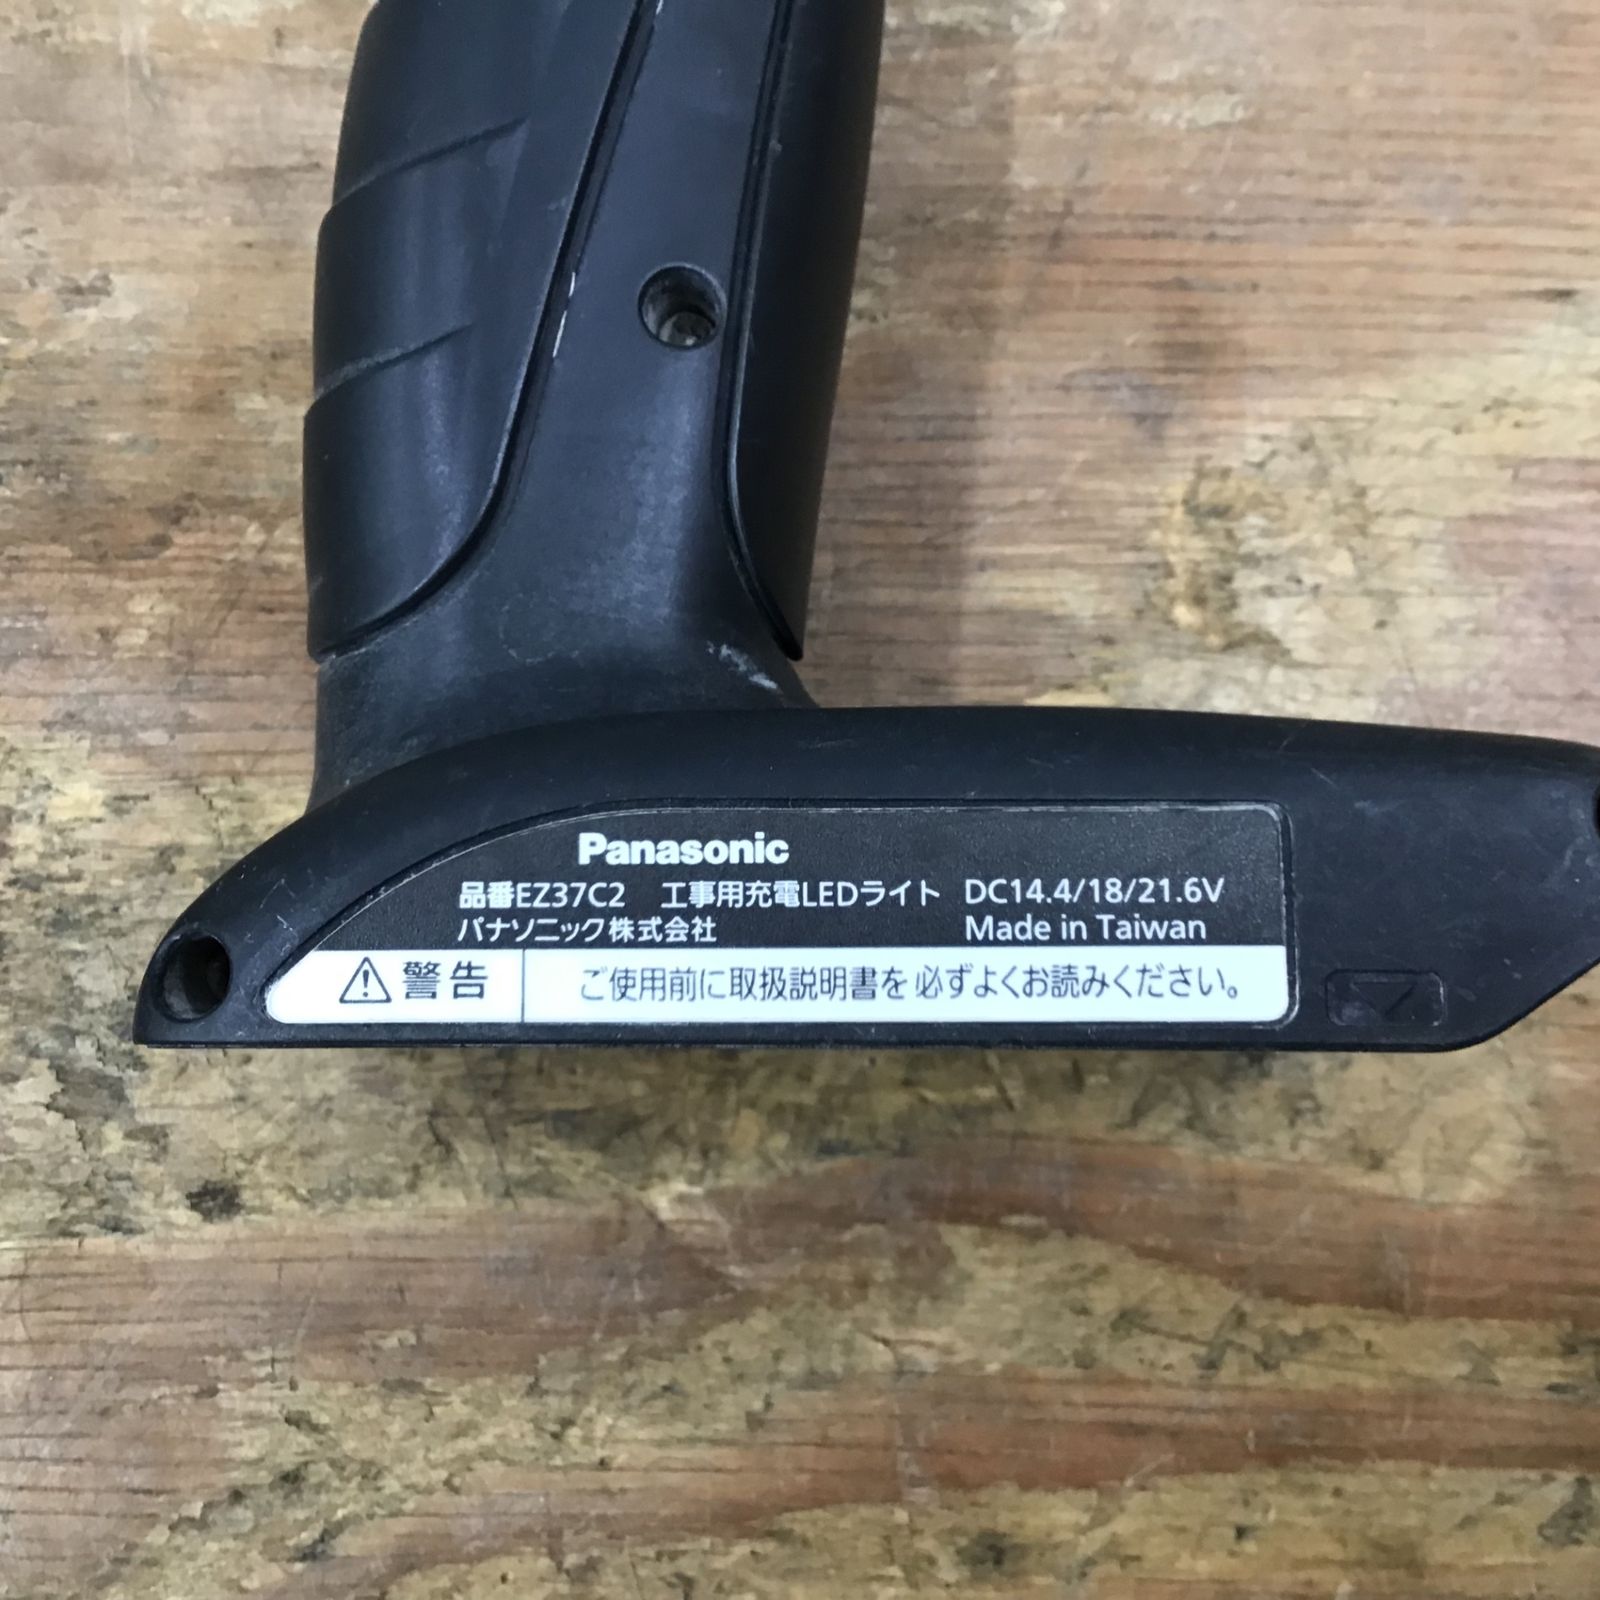 Panasonic
品番EZ37C2 工事用充電LEDライト DC14.4/18/21.6V
パナソニック株式会社 Made in Taiwan
警告 ご使用前に取扱説明書を必ずよくお読みください。